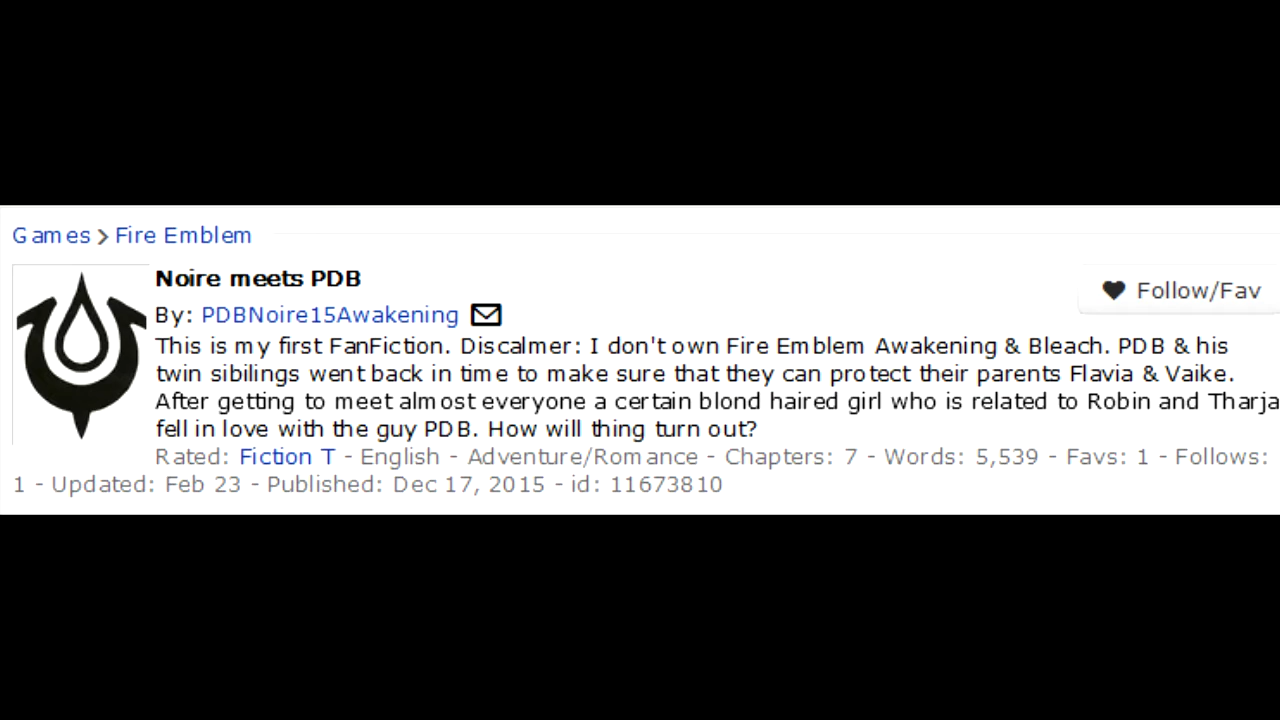 Games > Fire Emblem
Noire meets PDB
Follow/Fav
By: PDBNoire15Awakening
This is my first FanFiction. Discalmer: I don't own Fire Emblem Awakening & Bleach. PDB & his
twin sibilings went back in time to make sure that they can protect their parents Flavia & Vaike.
After getting to meet almost everyone a certain blond haired girl who is related to Robin and Tharja
fell in love with the guy PDB. How will thing turn out?
Rated: Fiction T - English - Adventure/Romance - Chapters: 7 - Words: 5,539 - Favs: 1 - Follows:
1 - Updated: Feb 23 - Published: Dec 17, 2015 - id: 11673810